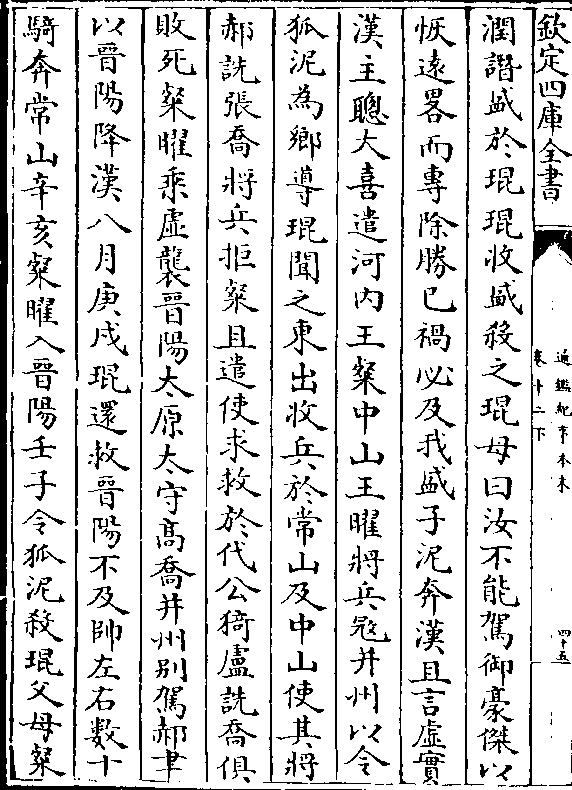 欽定四庫全書
通鑑紀事本末
卷十二下
四十五
潤譖盛於琨琨收盛殺之琨母曰汝不能駕御豪傑以
恢遠畧而專除勝己禍必及我盛子泥奔漢且言虛實
漢主聰大喜遣河内王粲中山王曜將兵冦并州以令
狐泥為鄉導琨聞之東出收兵於常山及中山使其將
郝詵張喬將兵拒粲且遣使求救於代公猗盧詵喬俱
敗死粲曜乘虛襲晉陽太原太守高喬并州别駕郝聿
以晉陽降漢八月庚戌琨還救晉陽不及帥左右數十
騎奔常山辛亥粲曜入晉陽壬子令狐泥殺琨父母粲